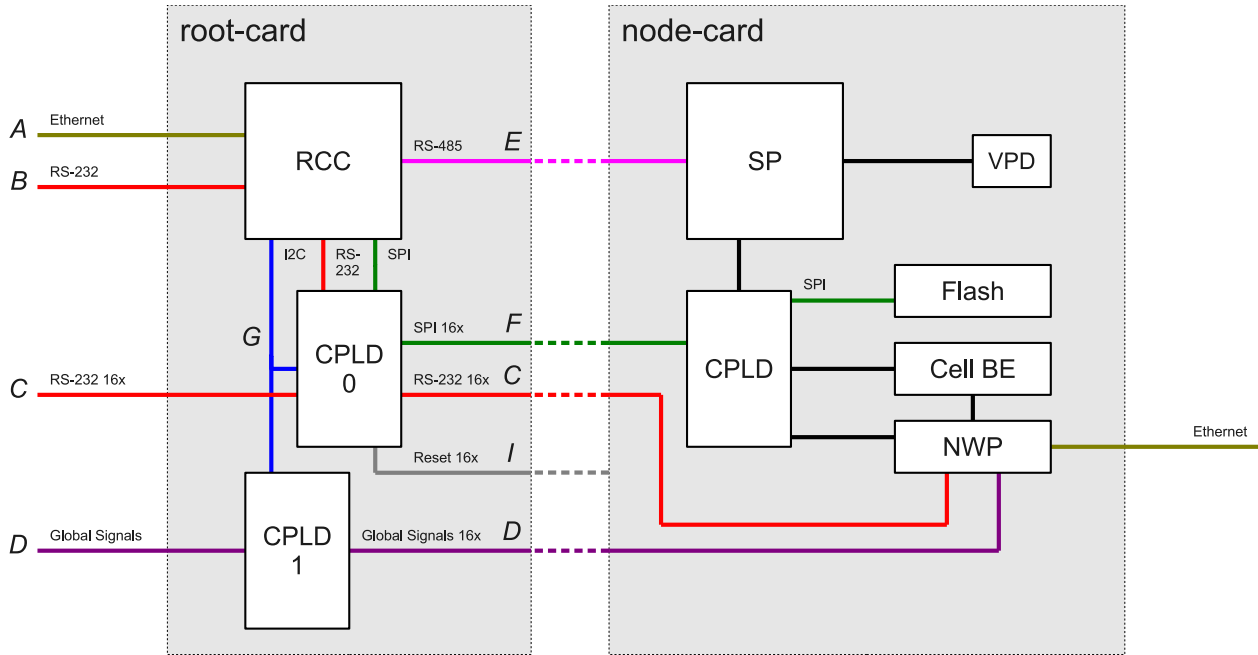 root-card
node-card
A
Ethernet
B
RS-232
RCC
RS-485
E
SP
VPD
I2C
RS-
232
SPI
G
CPLD
0
SPI 16x
F
CPLD
SPI
Flash
Cell BE
C
RS-232 16x
RS-232 16x
C
NWP
Ethernet
Reset 16x
I
D
Global Signals
CPLD
1
Global Signals 16x
D